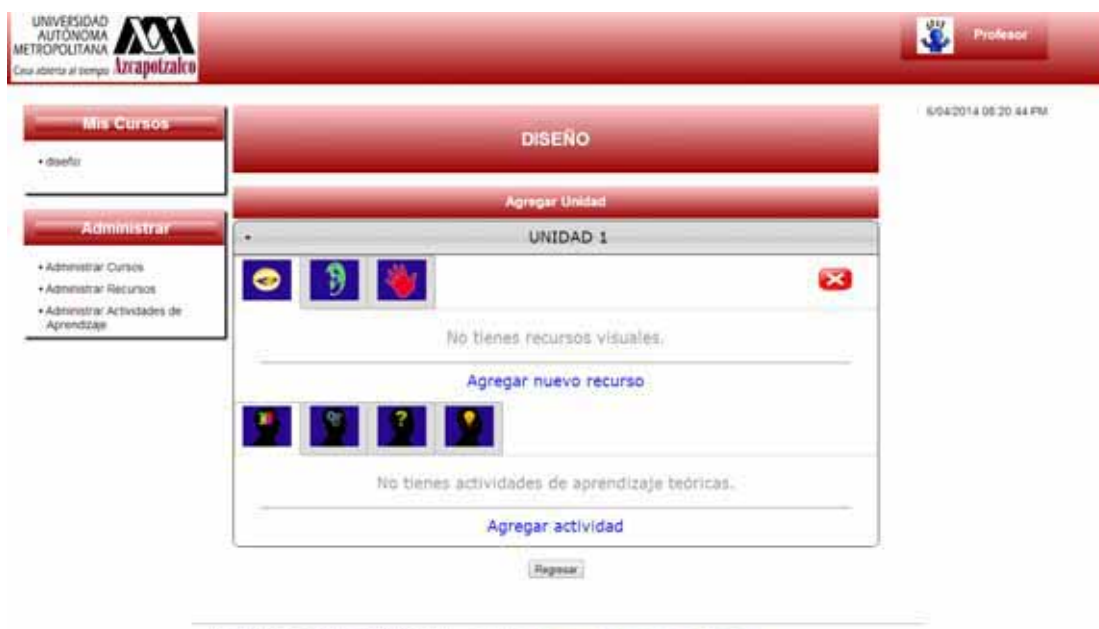 UNIVERSIDAD
AUTÓNOMA
METROPOLITANA
Casa abierta al tiempo Azcapotzalco
Profesor
6/04/2014 08:20:44 PM
Mis Cursos
• diseño
Administrar
• Administrar Cursos
• Administrar Recursos
• Administrar Actividades de
Aprendizaje
DISEÑO
Agregar Unidad
UNIDAD 1
No tienes recursos visuales.
Agregar nuevo recurso
No tienes actividades de aprendizaje teóricas.
Agregar actividad
Regresar